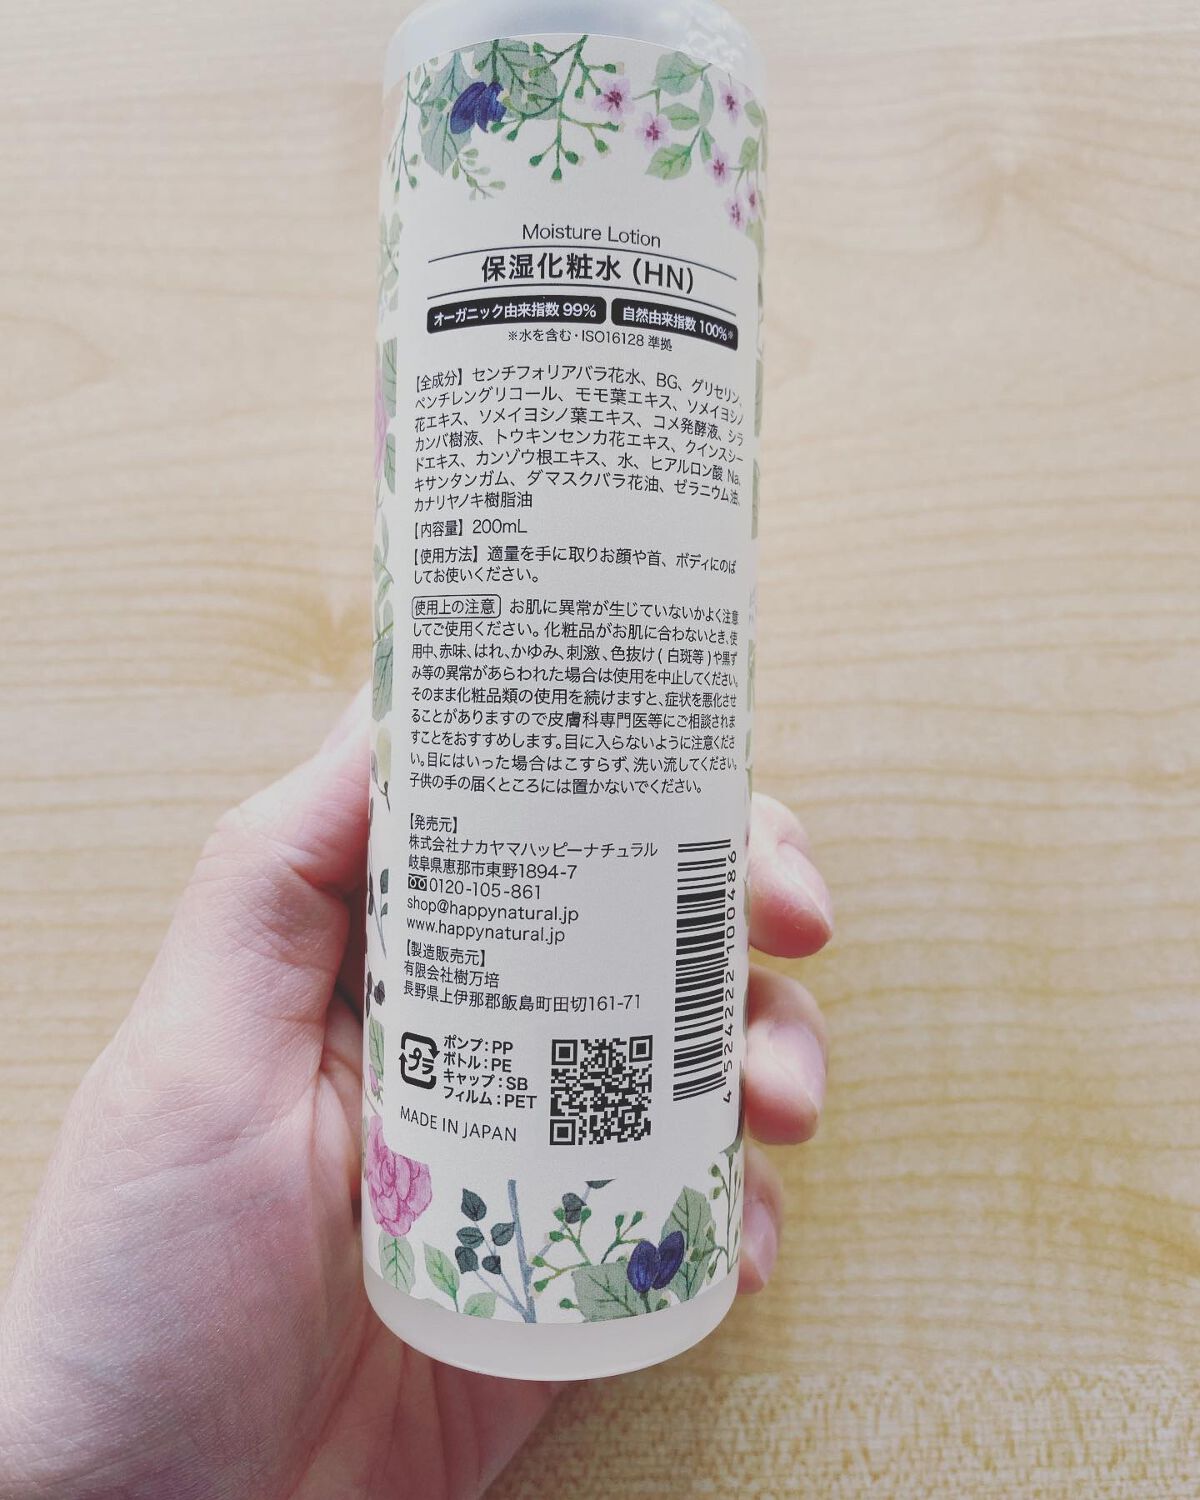 Moisture Lotion
保湿化粧水(HN)
オーガニック由来指数 99% 自然由来指数 100%※
※水を含む・ISO16128 準拠
【全成分】センチフォリアバラ花水、BG、グリセリン、
ペンチレングリコール、モモ葉エキス、ソメイヨシノ
花エキス、ソメイヨシノ葉エキス、コメ発酵液、シラ
カンバ樹液、トウキンセンカ花エキス、クインスシー
ドエキス、カンゾウ根エキス、水、ヒアルロン酸 Na、
キサンタンガム、ダマスクバラ花油、ゼラニウム油、
カナリヤノキ樹脂油
【内容量】200mL
【使用方法】適量を手に取りお顔や首、ボディにのば
してお使いください。
使用上の注意 お肌に異常が生じていないかよく注意
してご使用ください。化粧品がお肌に合わないとき、使
用中、赤味、はれ、かゆみ、刺激、色抜け(白斑等)や黒ず
み等の異常があらわれた場合は使用を中止してください。
そのまま化粧品類の使用を続けますと、症状を悪化させ
ることがありますので皮膚科専門医等にご相談されま
すことをおすすめします。目に入らないように注意くださ
い。目にはいった場合はこすらず、洗い流してください。
子供の手の届くところには置かないでください。
【発売元】
株式会社ナカヤマハッピーナチュラル
岐阜県恵那市東野1894-7
0120-105-861
shop@happynatural.jp
www.happynatural.jp
【製造販売元】
有限会社樹万培
長野県上伊那郡飯島町田切161-71
プラ
ポンプ:PP
ボトル:PE
キャップ:SB
フィルム:PET
MADE IN JAPAN
4 524222 100486